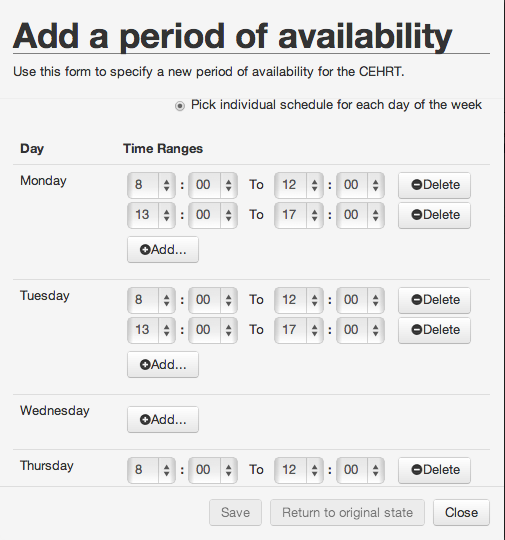 Add a period of availability
Use this form to specify a new period of availability for the CEHRT.
Pick individual schedule for each day of the week
Day Time Ranges
Monday 8 : 00 To 12 : 00 Delete
13 : 00 To 17 : 00 Delete
Add...
Tuesday 8 : 00 To 12 : 00 Delete
13 : 00 To 17 : 00 Delete
Add...
Wednesday Add...
Thursday 8 : 00 To 12 : 00 Delete
Save Return to original state Close